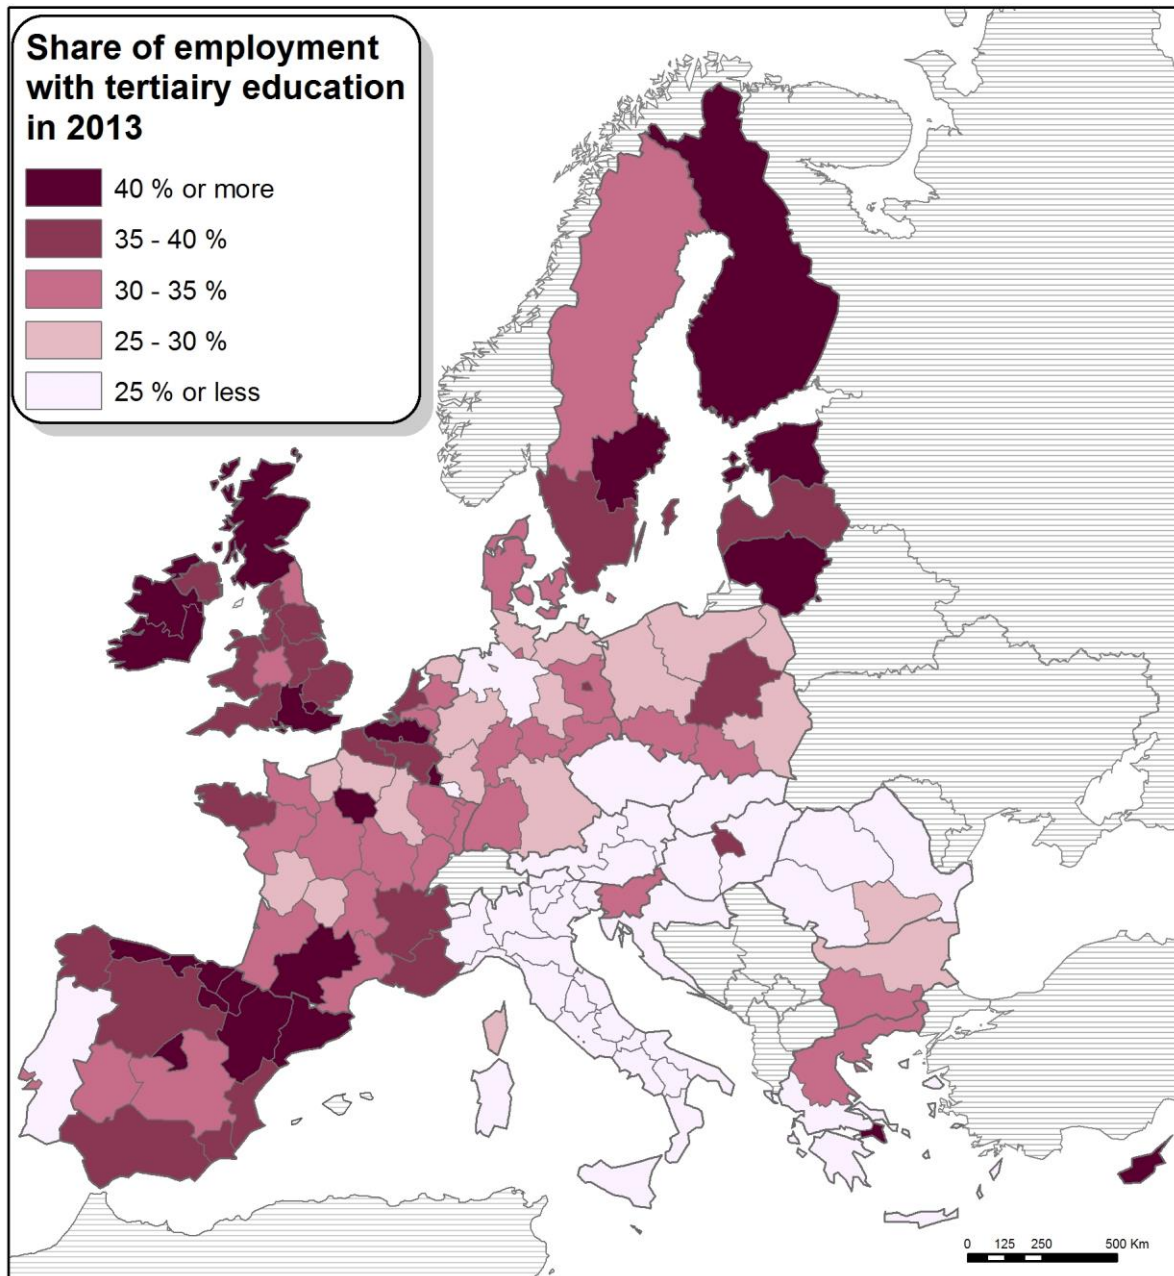 Share of employment
with tertiairy education
in 2013
40 % or more
35 - 40 %
30 - 35 %
25 - 30 %
25 % or less
0 125 250 500 Km